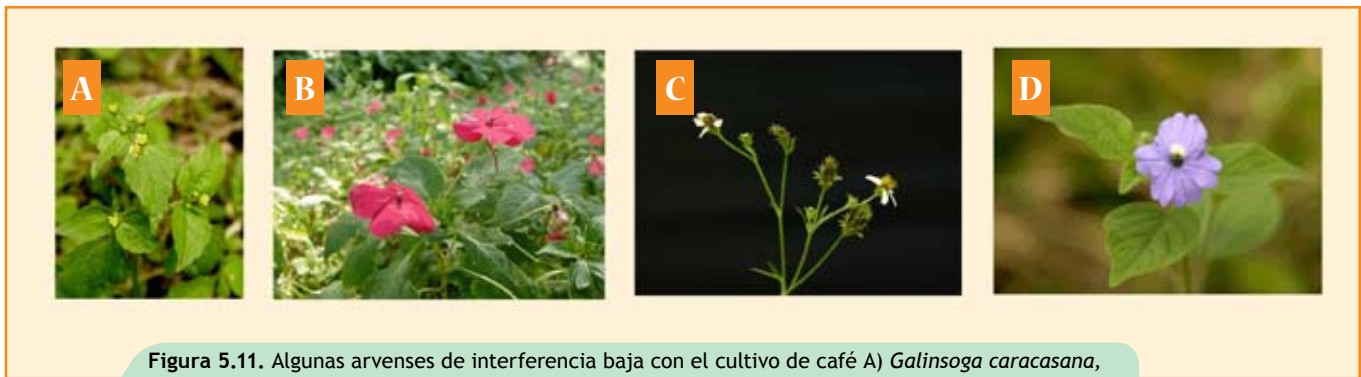 A B C D
Figura 5.11. Algunas arvenses de interferencia baja con el cultivo de café A) Galinsoga caracasana,